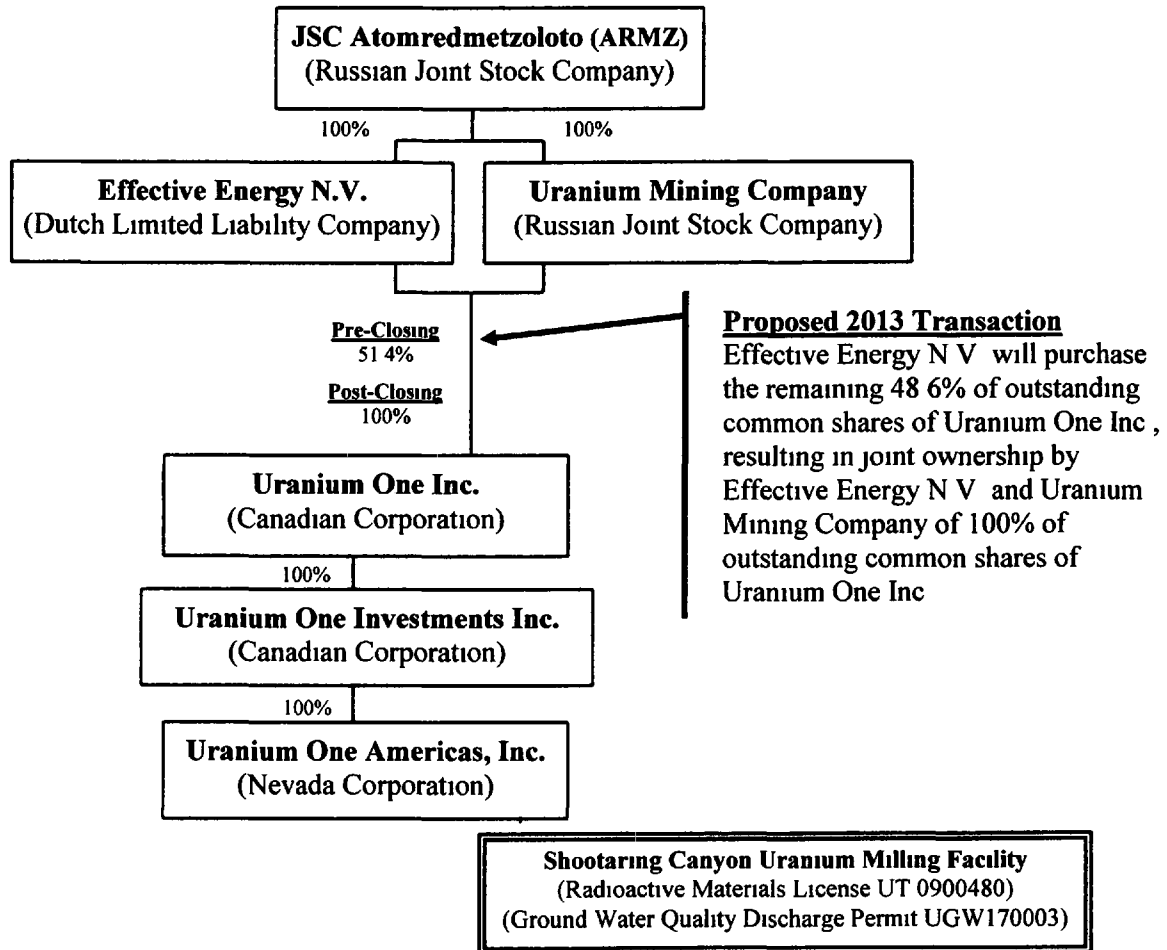 JSC Atomredmetzoloto (ARMZ)
(Russian Joint Stock Company)
100%
100%
Effective Energy N.V.
(Dutch Limited Liability Company)
Uranium Mining Company
(Russian Joint Stock Company)
Pre-Closing
51 4%
Post-Closing
100%
Proposed 2013 Transaction
Effective Energy N V will purchase
the remaining 48 6% of outstanding
common shares of Uranium One Inc ,
resulting in joint ownership by
Effective Energy N V and Uranium
Mining Company of 100% of
outstanding common shares of
Uranium One Inc
Uranium One Inc.
(Canadian Corporation)
100%
Uranium One Investments Inc.
(Canadian Corporation)
100%
Uranium One Americas, Inc.
(Nevada Corporation)
Shootaring Canyon Uranium Milling Facility
(Radioactive Materials License UT 0900480)
(Ground Water Quality Discharge Permit UGW170003)